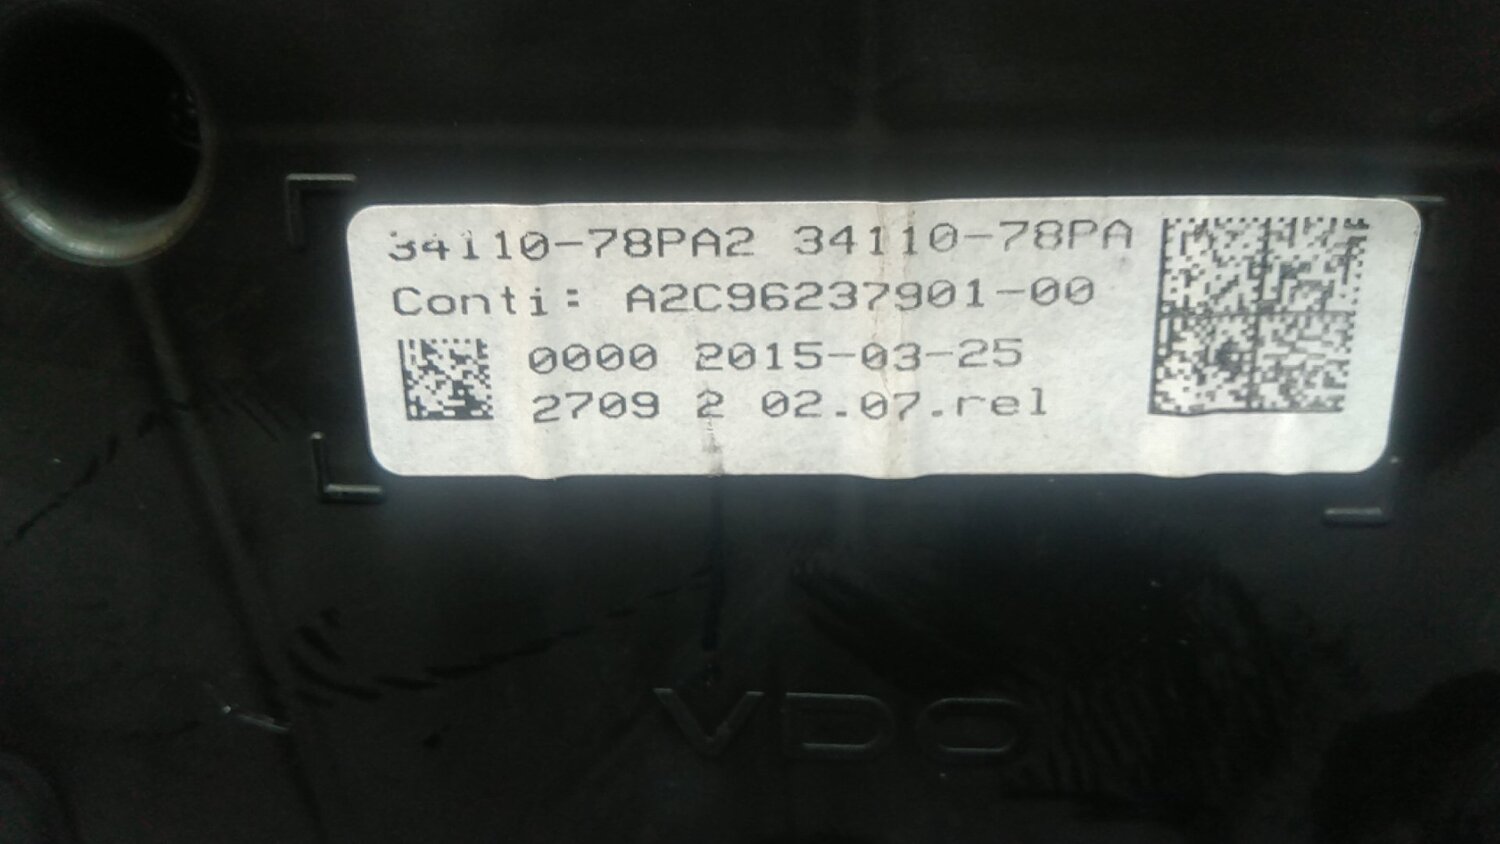 34110-78PA2 34110-78PA
Conti: A2C96237901-00
0000 2015-03-25
2709 2 02.07.rel
VDO